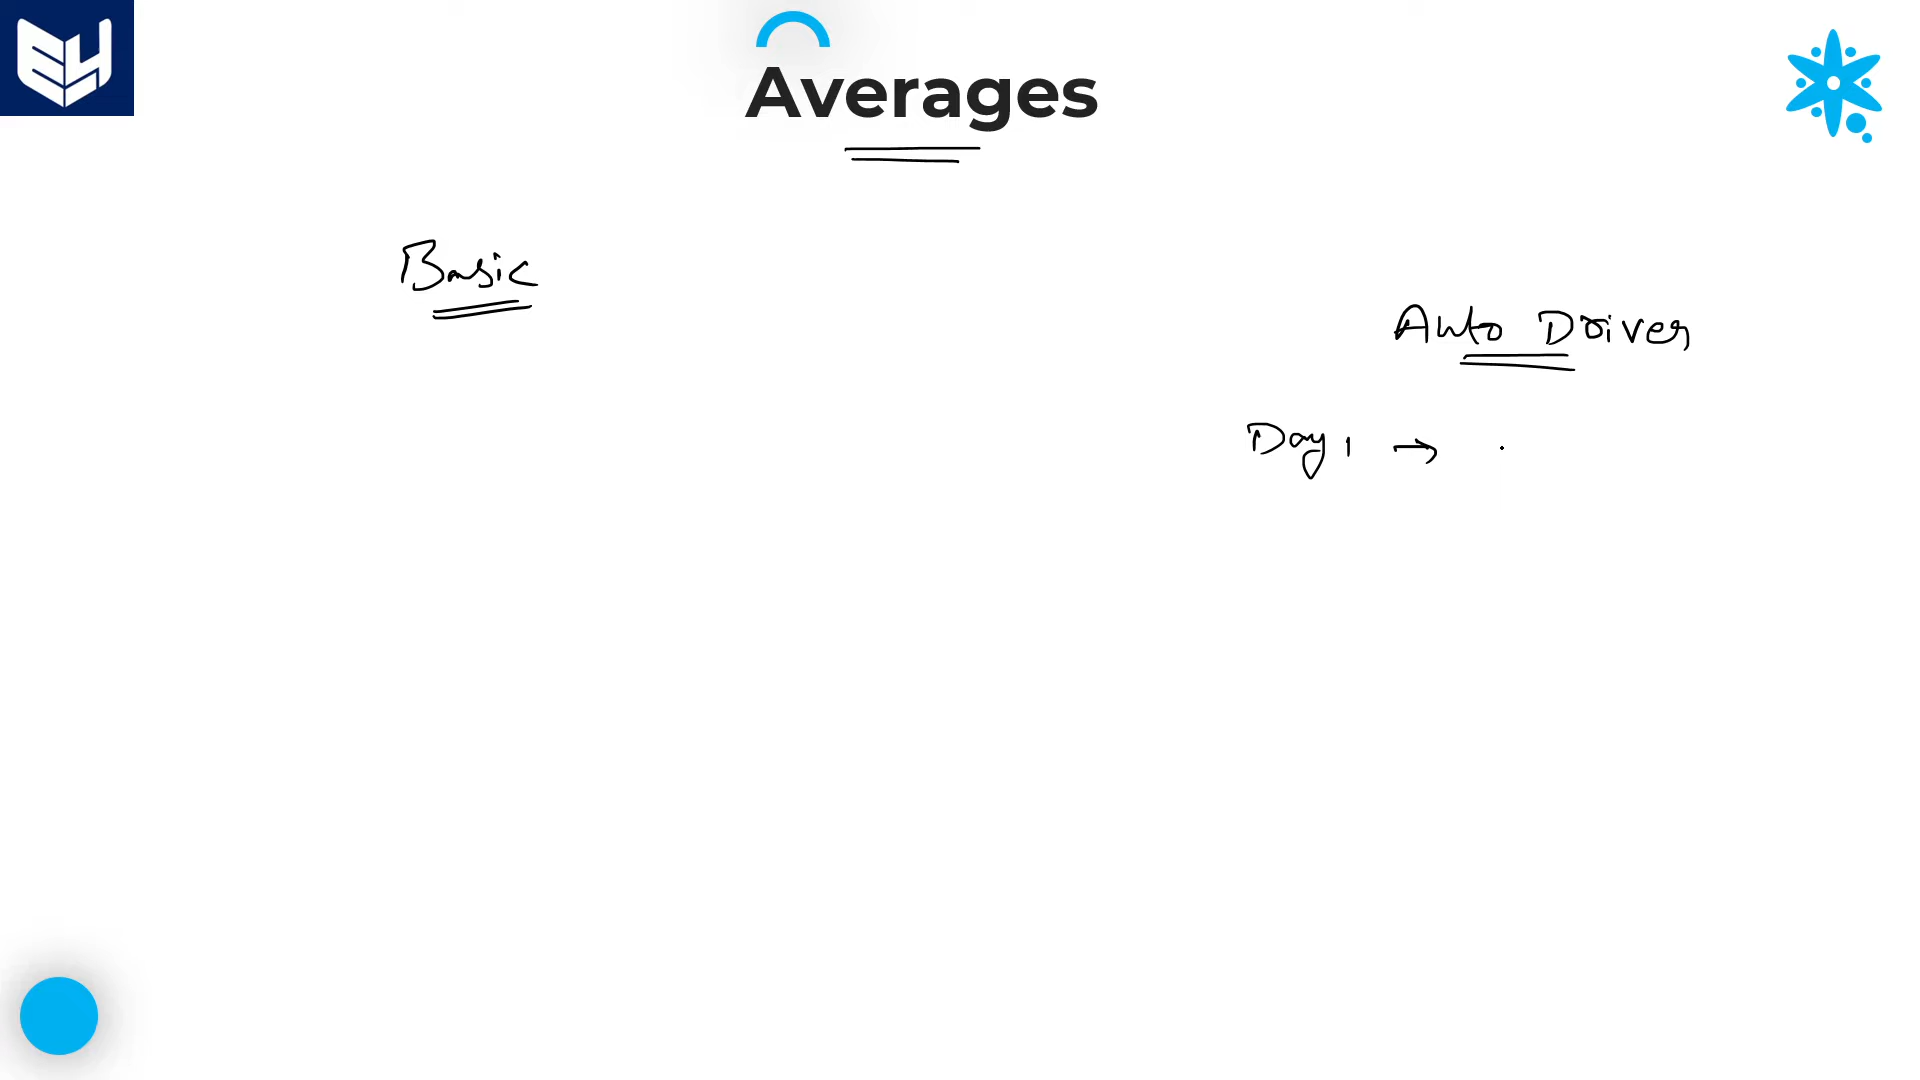 Averages
Basic
Auto Driver
Day 1 →